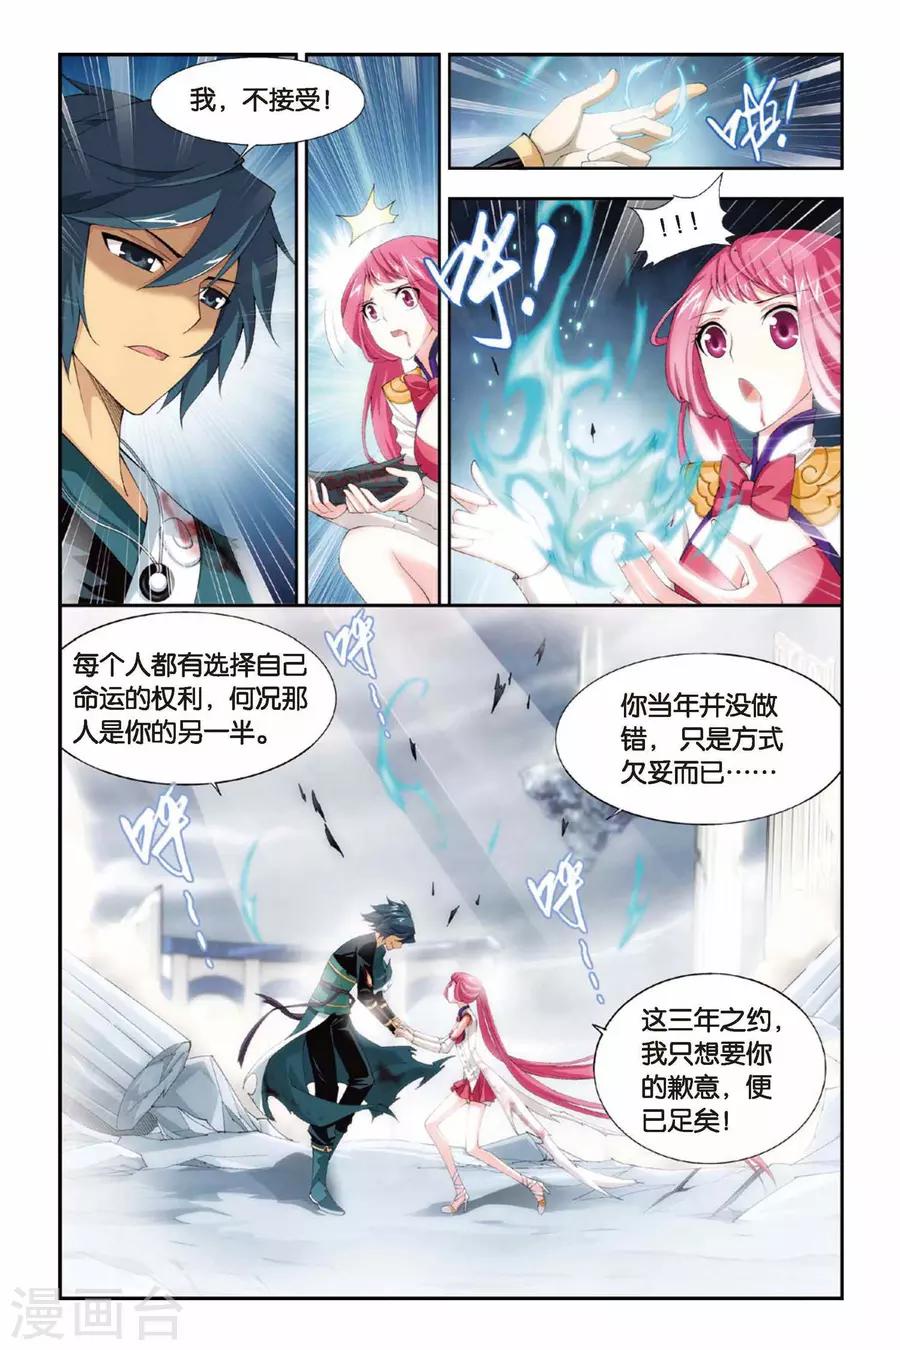 我，不接受！
啪！
呼！
!!!
每个人都有选择自己
命运的权利，何况那
人是你的另一半。
呼……
你当年并没做
错， 只是方式
欠妥而已……
呼……
呼……
这三年之约，
我只想要你
的歉意，便
已足矣！
漫画台